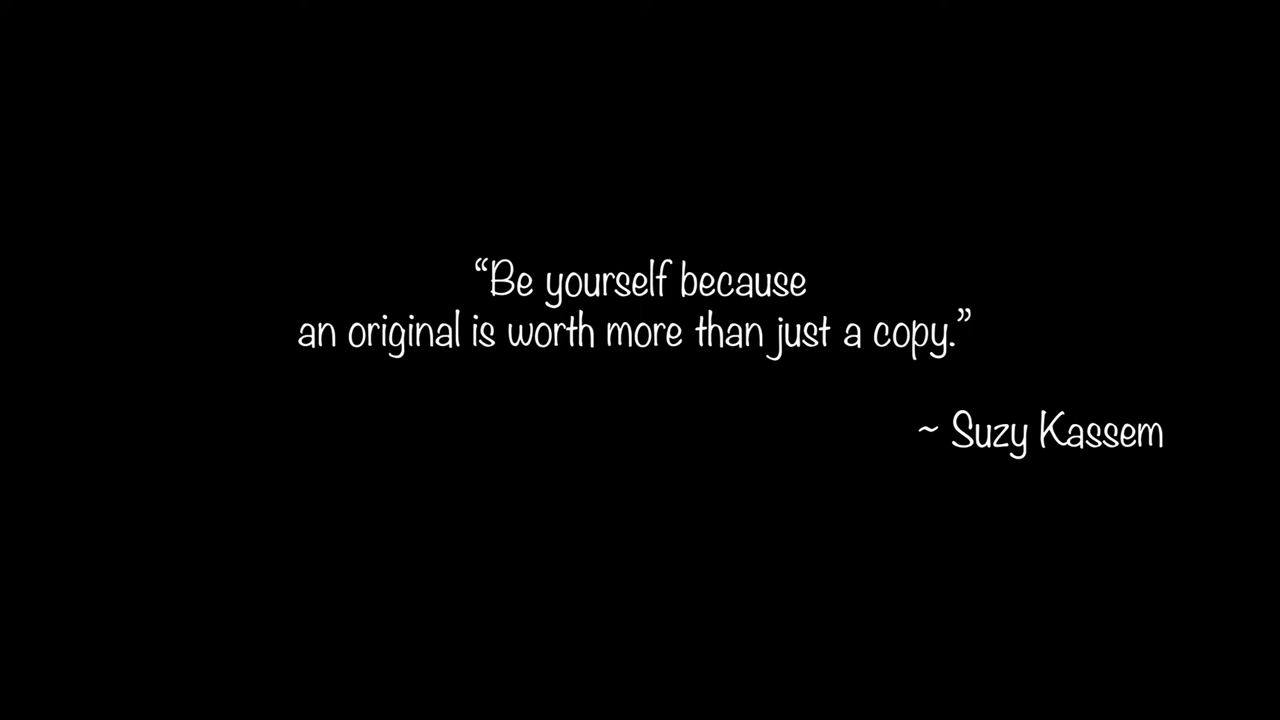 “Be yourself because
an original is worth more than just a copy.”
~ Suzy Kassem